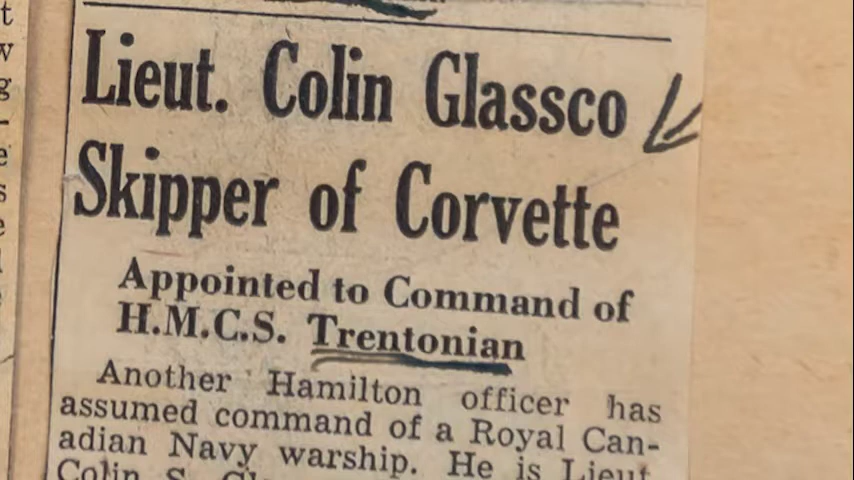 Lieut. Colin Glassco
Skipper of Corvette
Appointed to Command of
H.M.C.S. Trentonian
Another Hamilton officer has
assumed command of a Royal Can-
adian Navy warship. He is Lieut.
Colin S.